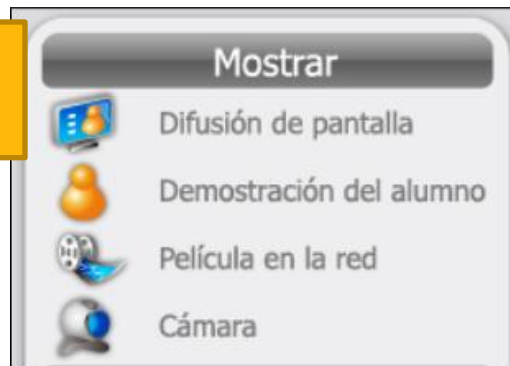 Mostrar
Difusión de pantalla
Demostración del alumno
Película en la red
Cámara